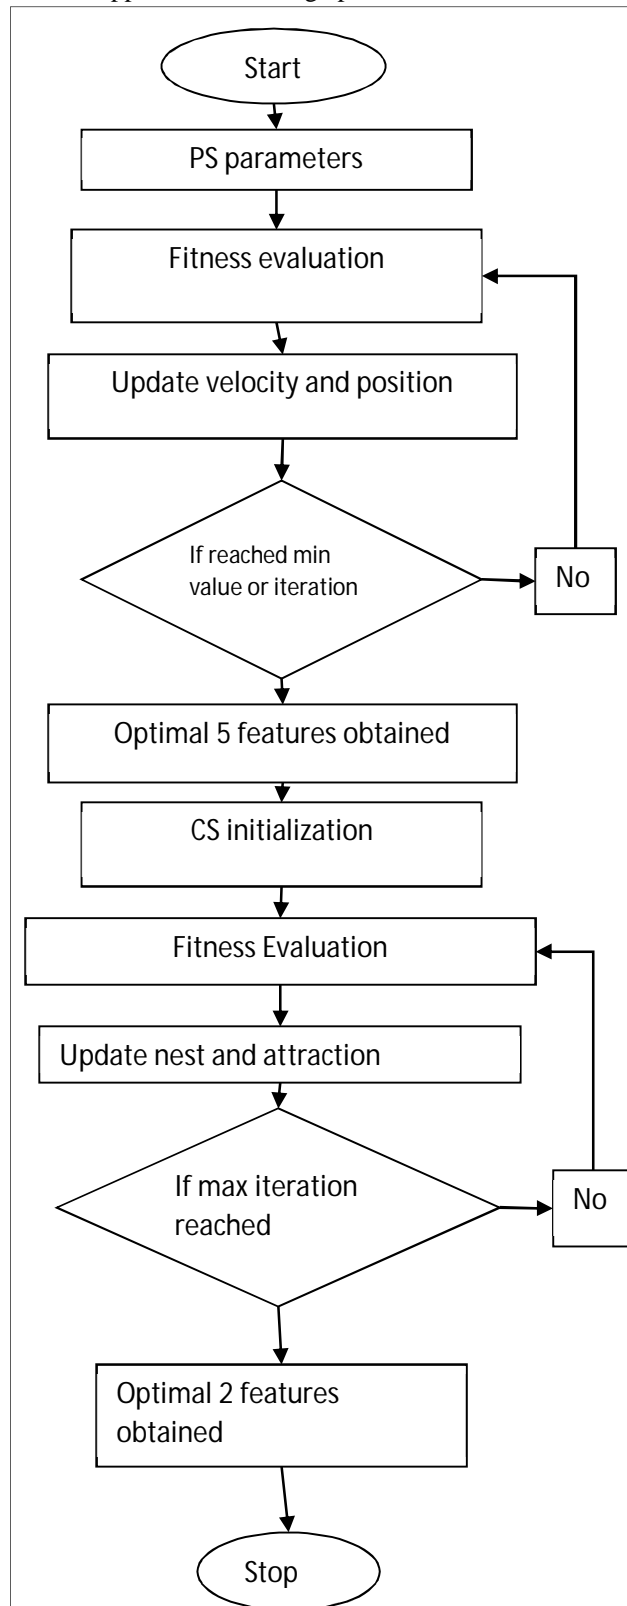 Start
PS parameters
Fitness evaluation
Update velocity and position
If reached min
value or iteration
No
Optimal 5 features obtained
CS initialization
Fitness Evaluation
Update nest and attraction
If max iteration
reached
No
Optimal 2 features
obtained
Stop